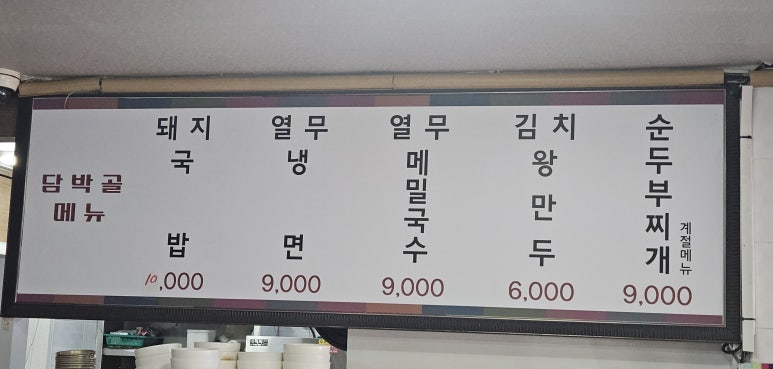 담박골
메뉴
돼지
국
밥
10,000
열무
냉
면
9,000
열무
메
밀
국
수
9,000
김치
왕
만
두
6,000
순
두
부
찌
개
계절메뉴
9,000